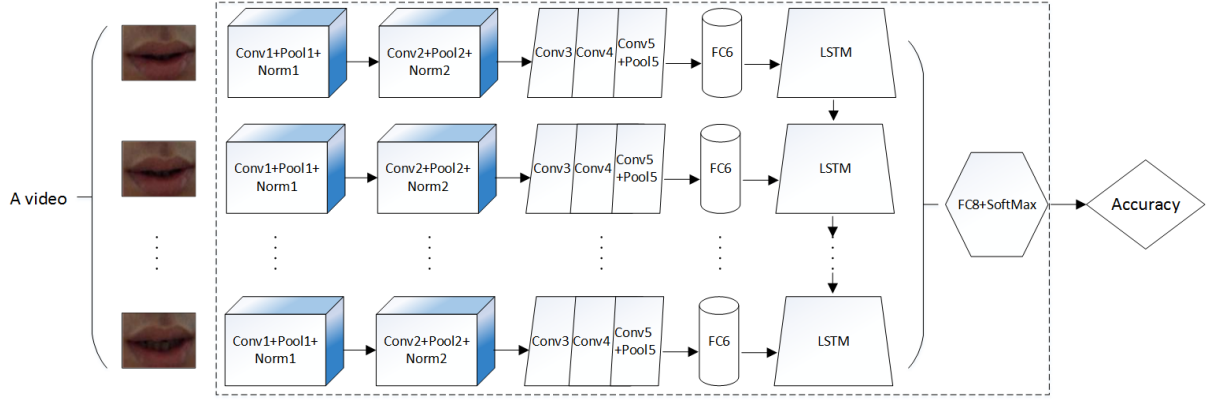 A video
Conv1+Pool1+
Norm1
Conv2+Pool2+
Norm2
Conv3
Conv4
Conv5
+Pool5
FC6
LSTM
Conv1+Pool1+
Norm1
Conv2+Pool2+
Norm2
Conv3
Conv4
Conv5
+Pool5
FC6
LSTM
Conv1+Pool1+
Norm1
Conv2+Pool2+
Norm2
Conv3
Conv4
Conv5
+Pool5
FC6
LSTM
FC8+SoftMax
Accuracy